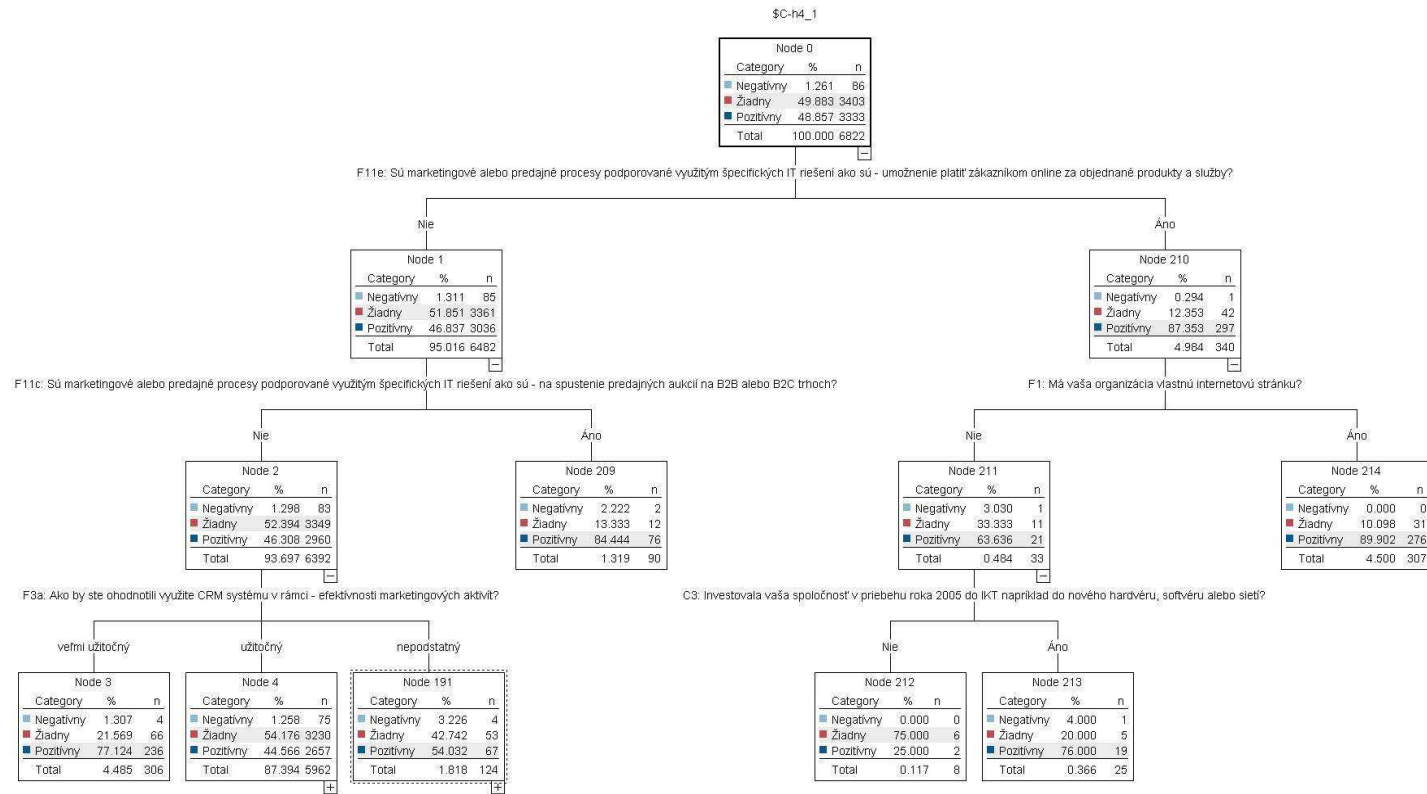 $C-h4_1
Node 0
Category % n
Negatívny 1.261 86
Žiadny 49.883 3403
Pozitívny 48.857 3333
Total 100.000 6822
F11e: Sú marketingové alebo predajné procesy podporované využitým špecifických IT riešení ako sú - umožnenie platiť zákazníkom online za objednané produkty a služby?
Nie
Áno
Node 1
Category % n
Negatívny 1.311 85
Žiadny 51.851 3361
Pozitívny 46.837 3036
Total 95.016 6482
Node 210
Category % n
Negatívny 0.294 1
Žiadny 12.353 42
Pozitívny 87.353 297
Total 4.984 340
F11c: Sú marketingové alebo predajné procesy podporované využitým špecifických IT riešení ako sú - na spustenie predajných aukcií na B2B alebo B2C trhoch?
F1: Má vaša organizácia vlastnú internetovú stránku?
Nie
Áno
Nie
Áno
Node 2
Category % n
Negatívny 1.298 83
Žiadny 52.394 3349
Pozitívny 46.308 2960
Total 93.697 6392
Node 209
Category % n
Negatívny 2.222 2
Žiadny 13.333 12
Pozitívny 84.444 76
Total 1.319 90
Node 211
Category % n
Negatívny 3.030 1
Žiadny 33.333 11
Pozitívny 63.636 21
Total 0.484 33
Node 214
Category % n
Negatívny 0.000 0
Žiadny 10.098 31
Pozitívny 89.902 276
Total 4.500 307
F3a: Ako by ste ohodnotili využite CRM systému v rámci - efektívnosti marketingových aktivít?
C3: Investovala vaša spoločnosť v priebehu roka 2005 do IKT napríklad do nového hardvéru, softvéru alebo sietí?
veľmi užitočný
užitočný
nepodstatný
Nie
Áno
Node 3
Category % n
Negatívny 1.307 4
Žiadny 21.569 66
Pozitívny 77.124 236
Total 4.485 306
Node 4
Category % n
Negatívny 1.258 75
Žiadny 54.176 3230
Pozitívny 44.566 2657
Total 87.394 5962
Node 191
Category % n
Negatívny 3.226 4
Žiadny 42.742 53
Pozitívny 54.032 67
Total 1.818 124
Node 212
Category % n
Negatívny 0.000 0
Žiadny 75.000 6
Pozitívny 25.000 2
Total 0.117 8
Node 213
Category % n
Negatívny 4.000 1
Žiadny 20.000 5
Pozitívny 76.000 19
Total 0.366 25